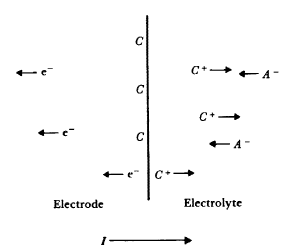 C
e⁻ C⁺ A⁻
C
C⁺
e⁻ C A⁻
e⁻ C⁺
Electrode Electrolyte
I